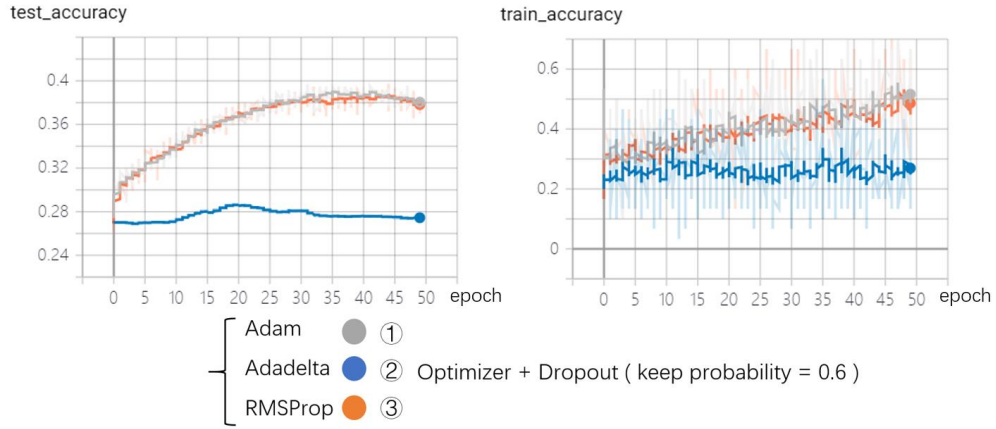 test_accuracy
0.4
0.36
0.32
0.28
0.24
0 5 10 15 20 25 30 35 40 45 50 epoch
train_accuracy
0.6
0.4
0.2
0
0 5 10 15 20 25 30 35 40 45 50 epoch
Adam ①
Adadelta ② Optimizer + Dropout ( keep probability = 0.6 )
RMSProp ③